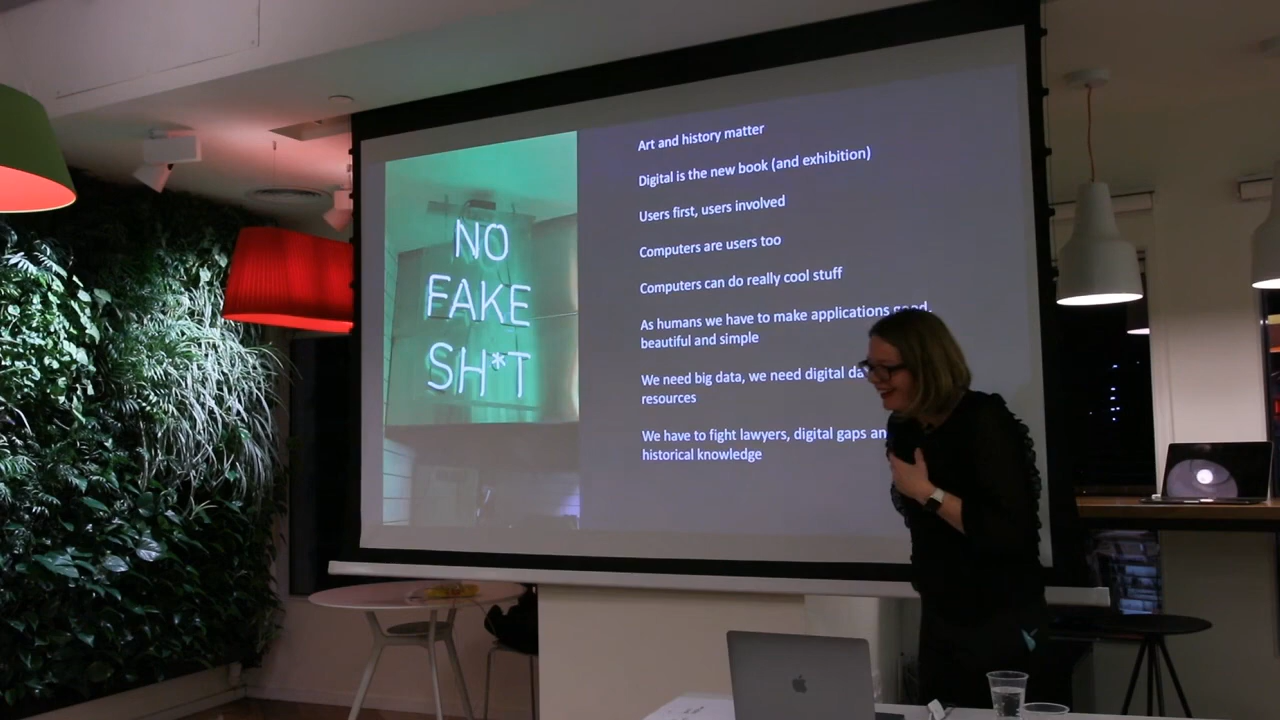 NO
FAKE
SH*T
Art and history matter
Digital is the new book (and exhibition)
Users first, users involved
Computers are users too
Computers can do really cool stuff
As humans we have to make applications good,
beautiful and simple
We need big data, we need digital
resources
We have to fight lawyers, digital gaps
historical knowledge